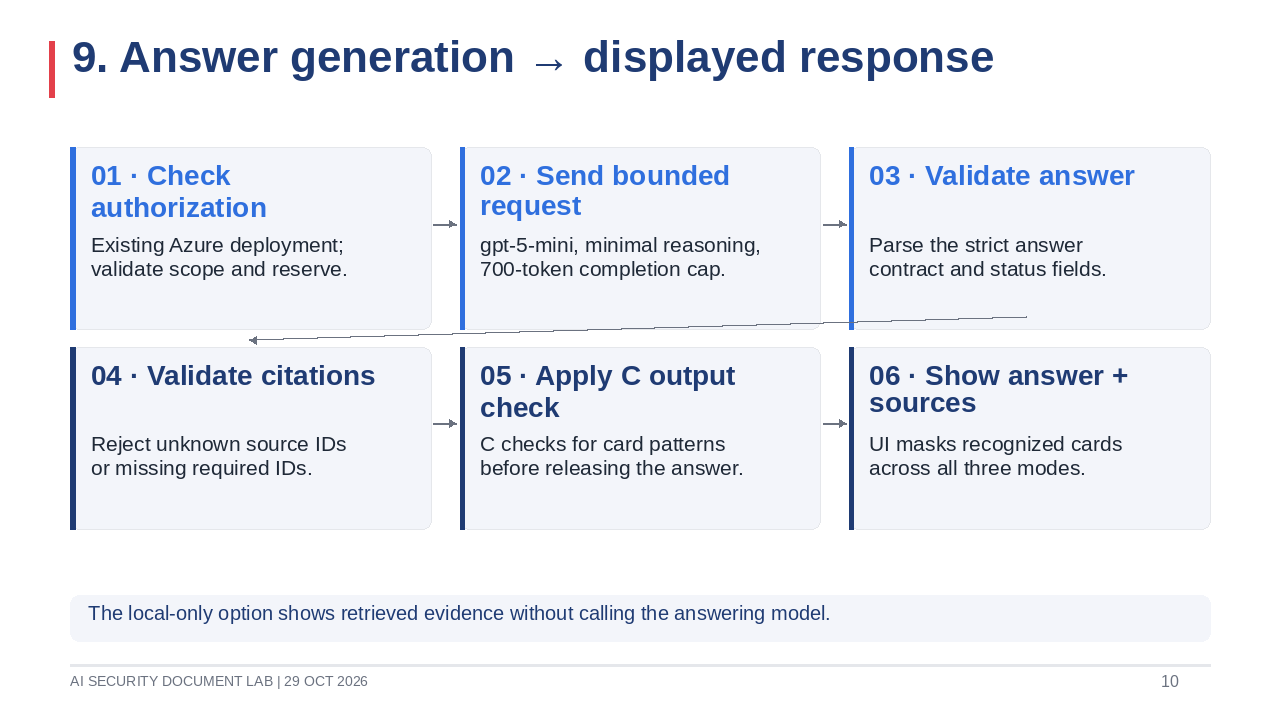 9. Answer generation → displayed response
01 · Check
authorization
Existing Azure deployment;
validate scope and reserve.
02 · Send bounded
request
gpt-5-mini, minimal reasoning,
700-token completion cap.
03 · Validate answer
Parse the strict answer
contract and status fields.
04 · Validate citations
Reject unknown source IDs
or missing required IDs.
05 · Apply C output
check
C checks for card patterns
before releasing the answer.
06 · Show answer +
sources
UI masks recognized cards
across all three modes.
The local-only option shows retrieved evidence without calling the answering model.
AI SECURITY DOCUMENT LAB | 29 OCT 2026
10